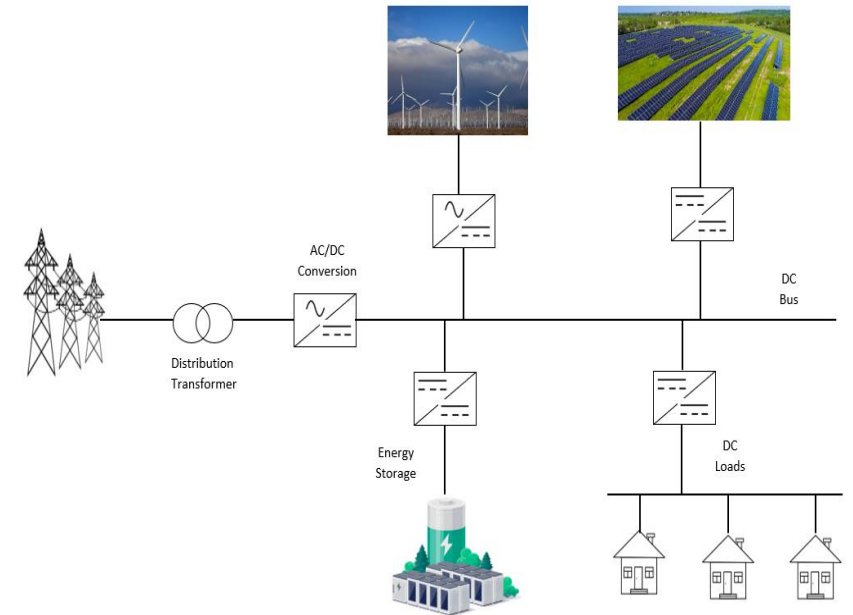 AC/DC
Conversion
DC
Bus
Distribution
Transformer
Energy
Storage
DC
Loads